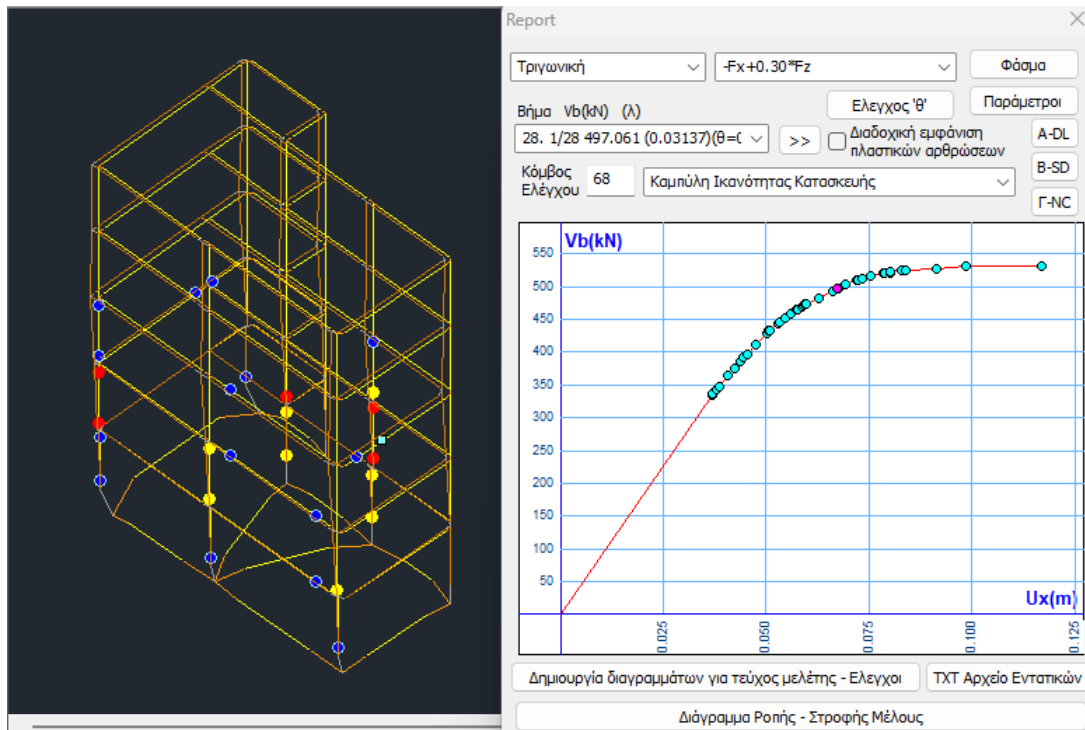 Report
Τριγωνική
-Fx+0.30*Fz
Φάσμα
Βήμα Vb(kN) (λ)
Ελεγχος 'θ'
Παράμετροι
28. 1/28 497.061 (0.03137)(θ=0
>>
Διαδοχική εμφάνιση
πλαστικών αρθρώσεων
A-DL
B-SD
Γ-NC
Κόμβος
Ελέγχου
68
Καμπύλη Ικανότητας Κατασκευής
Vb(kN)
550
500
450
400
350
300
250
200
150
100
50
Ux(m)
0.025
0.050
0.075
0.100
0.125
Δημιουργία διαγραμμάτων για τεύχος μελέτης - Ελεγχοι
TXT Αρχείο Εντατικών
Διάγραμμα Ροπής - Στροφής Μέλους